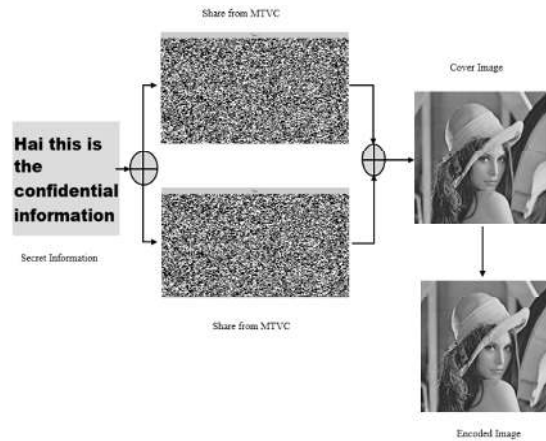 Share from MTVC
Cover Image
Hai this is
the
confidential
information
Secret Information
Share from MTVC
Encoded Image